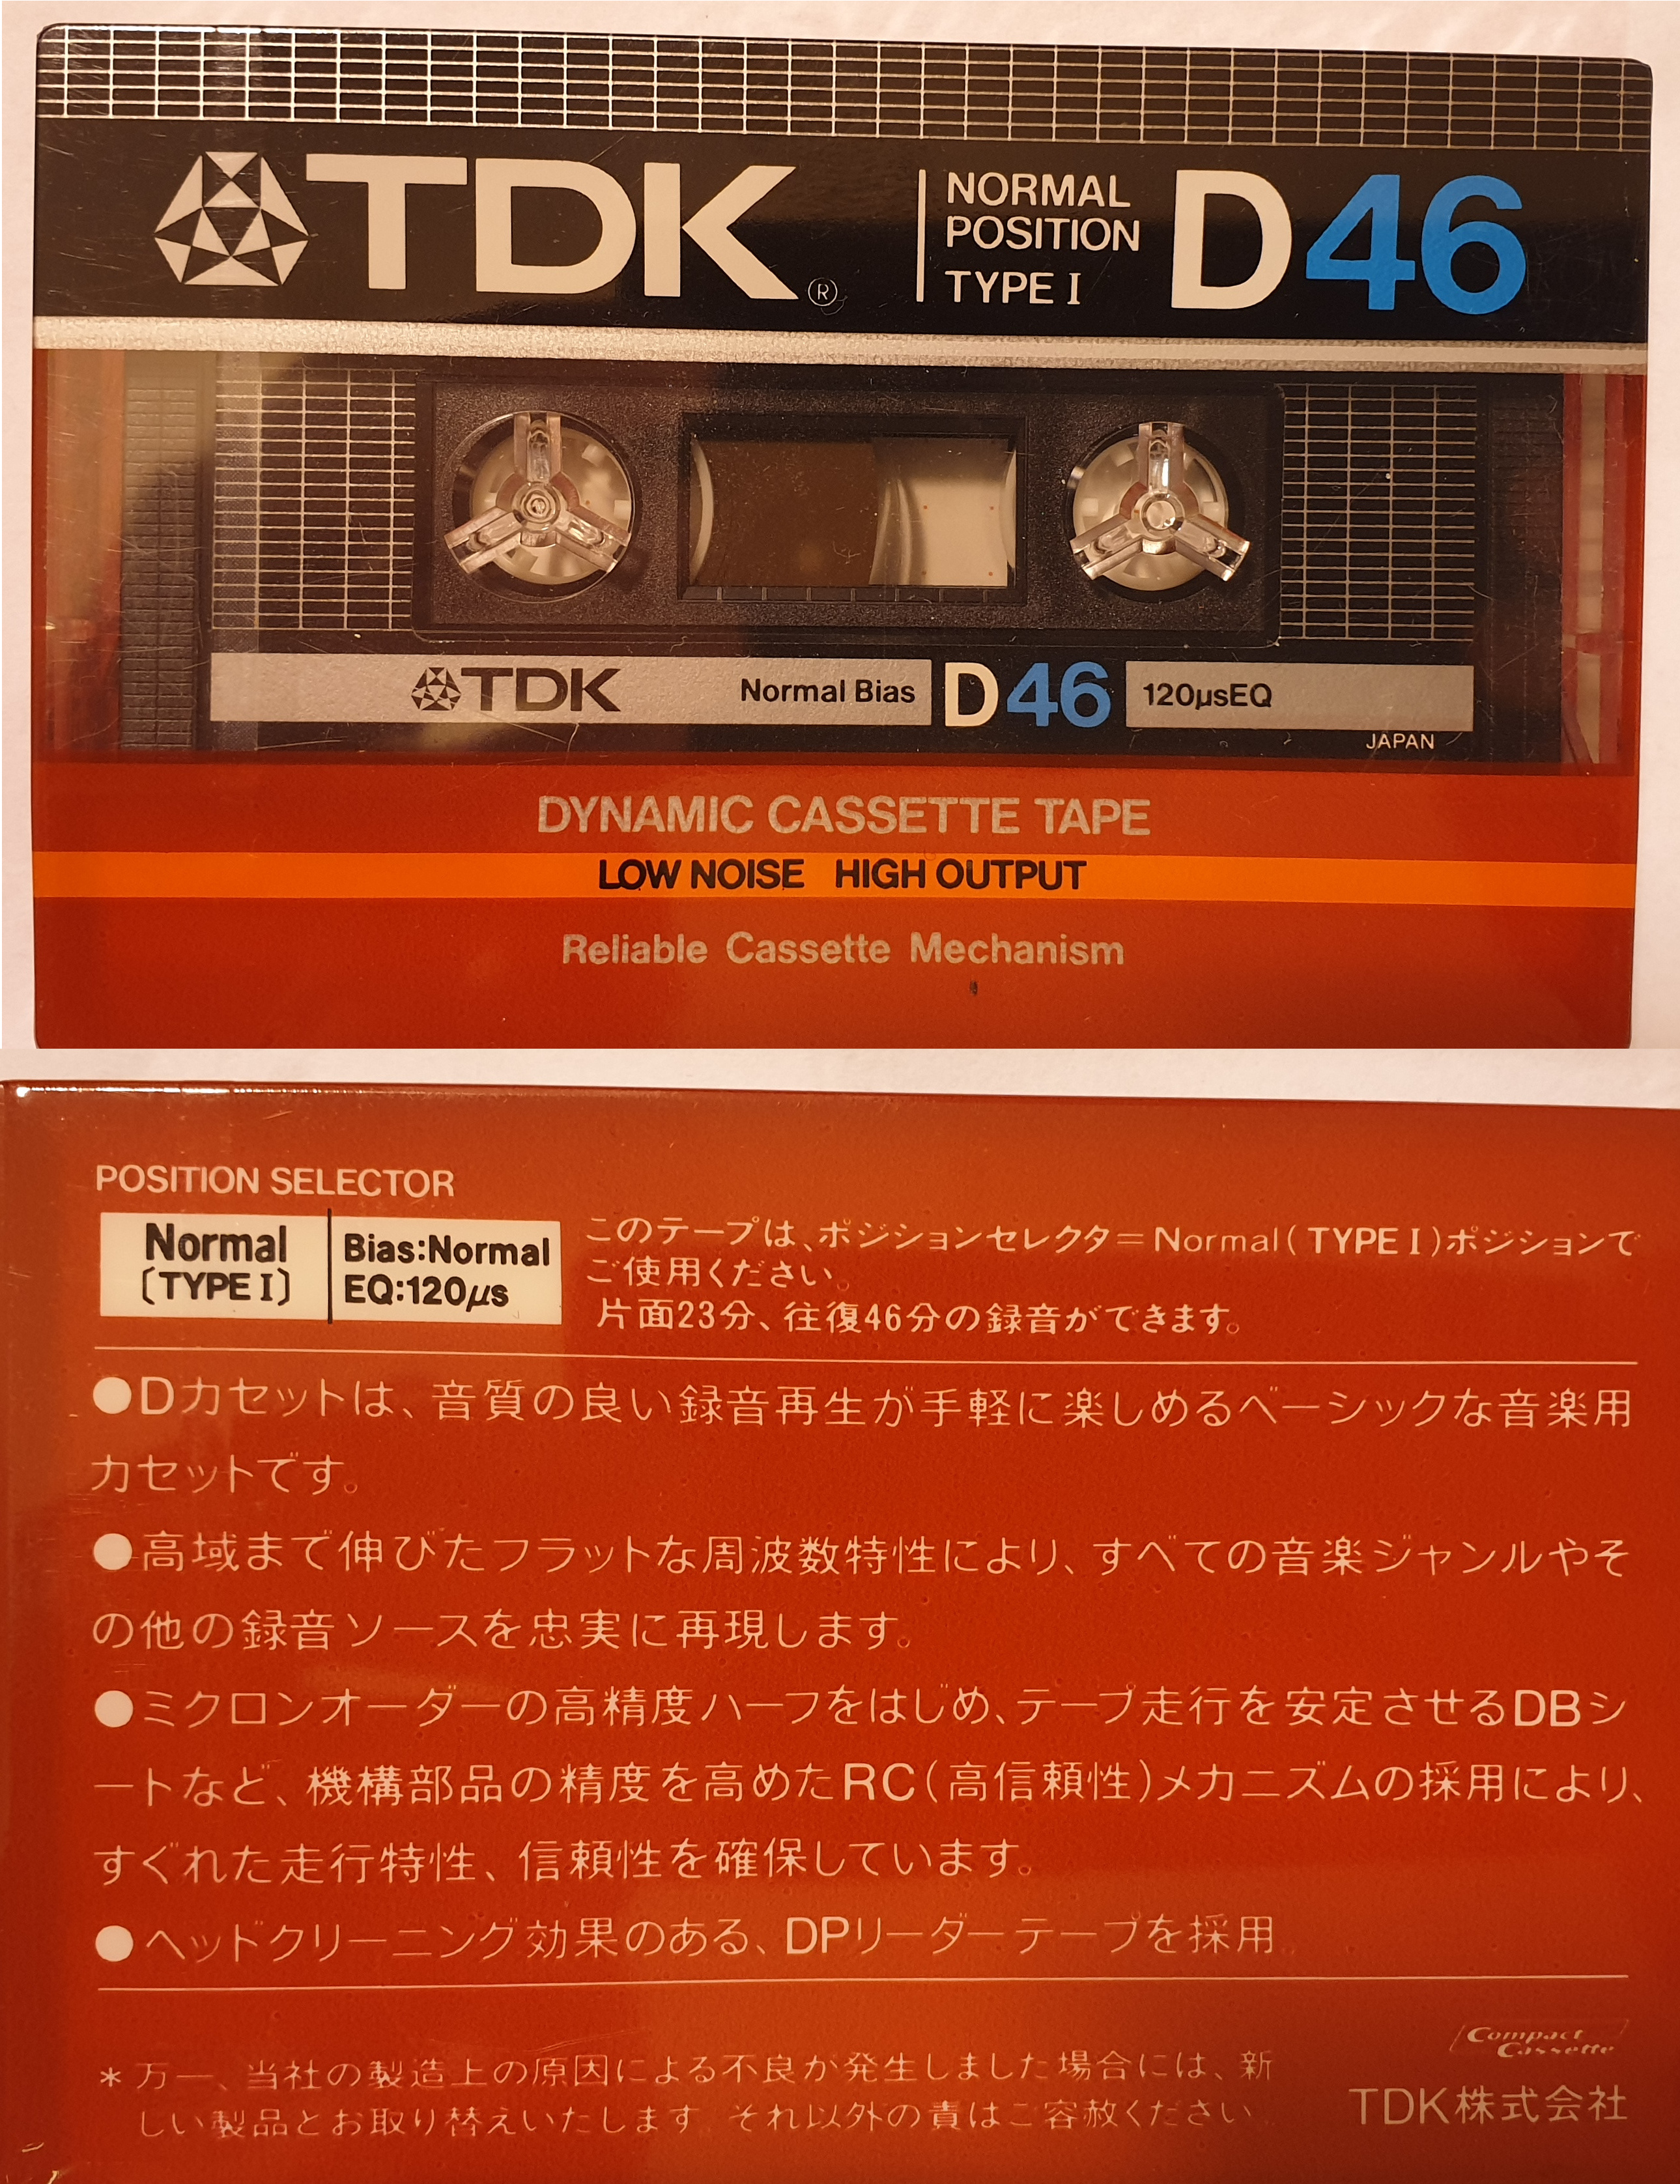 TDK®
NORMAL
POSITION
TYPE I
D46
TDK Normal Bias D46 120µsEQ
JAPAN
DYNAMIC CASSETTE TAPE
LOW NOISE HIGH OUTPUT
Reliable Cassette Mechanism
POSITION SELECTOR
Normal
〔TYPE I〕
Bias:Normal
EQ:120µs
このテープは、ポジションセレクタ＝Normal(TYPE I)ポジションで
ご使用ください。
片面23分、往復46分の録音ができます。
●Dカセットは、音質の良い録音再生が手軽に楽しめるベーシックな音楽用
カセットです。
●高域まで伸びたフラットな周波数特性により、すべての音楽ジャンルやそ
の他の録音ソースを忠実に再現します。
●ミクロンオーダーの高精度ハーフをはじめ、テープ走行を安定させるDBシ
ートなど、機構部品の精度を高めたRC(高信頼性)メカニズムの採用により、
すぐれた走行特性、信頼性を確保しています。
●ヘッドクリーニング効果のある、DPリーダーテープを採用
Compact
Cassette
*万一、当社の製造上の原因による不良が発生しました場合には、新
しい製品とお取り替えいたします。それ以外の責はご容赦ください。
TDK株式会社